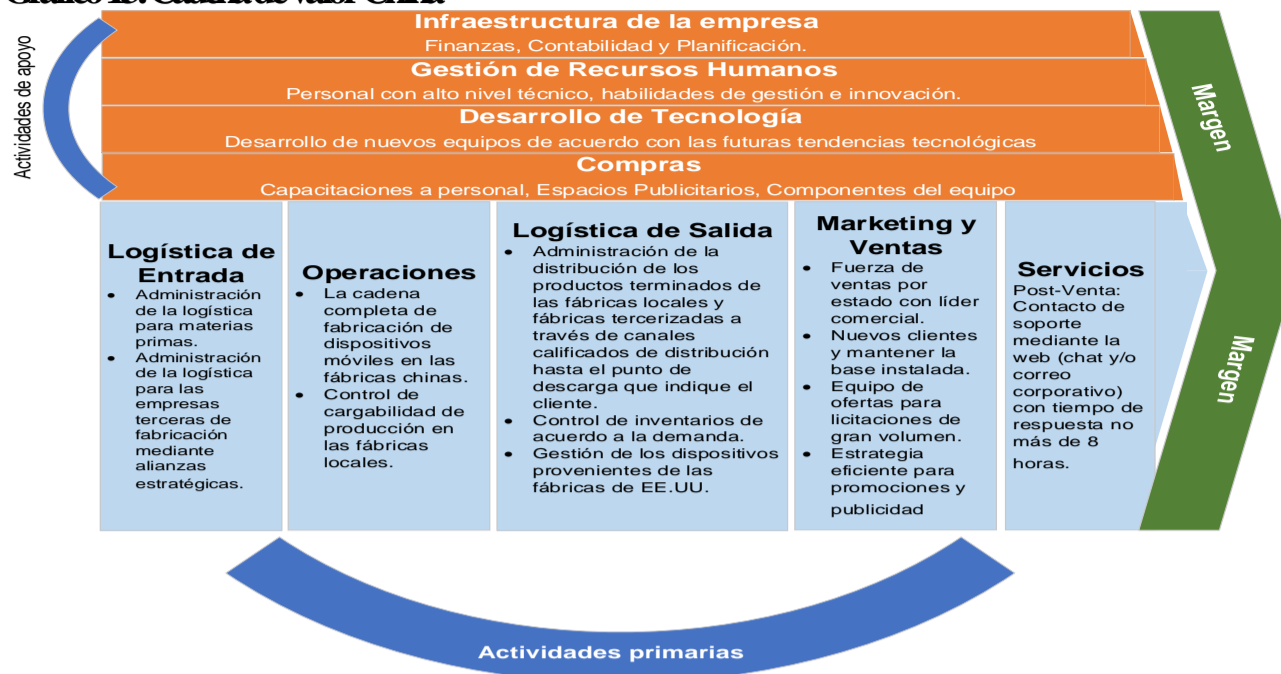 Cadena de valor China
Infraestructura de la empresa
Finanzas, Contabilidad y Planificación.
Gestión de Recursos Humanos
Personal con alto nivel técnico, habilidades de gestión e innovación.
Desarrollo de Tecnología
Desarrollo de nuevos equipos de acuerdo con las futuras tendencias tecnológicas
Compras
Capacitaciones a personal, Espacios Publicitarios, Componentes del equipo
Actividades de apoyo
Margen
Margen
Logística de
Entrada
• Administración
de la logística
para materias
primas.
• Administración
de la logística
para las
empresas
terceras de
fabricación
mediante
alianzas
estratégicas.
Operaciones
• La cadena
completa de
fabricación de
dispositivos
móviles en las
fábricas chinas.
• Control de
cargabilidad de
producción en
las fábricas
locales.
Logística de Salida
• Administración de la
distribución de los
productos terminados de
las fábricas locales y
fábricas tercerizadas a
través de canales
calificados de distribución
hasta el punto de
descarga que indique el
cliente.
• Control de inventarios de
acuerdo a la demanda.
• Gestión de los dispositivos
provenientes de las
fábricas de EE.UU.
Marketing y
Ventas
• Fuerza de
ventas por
estado con líder
comercial.
• Nuevos clientes
y mantener la
base instalada.
• Equipo de
ofertas para
licitaciones de
gran volumen.
• Estrategia
eficiente para
promociones y
publicidad
Servicios
Post-Venta:
Contacto de
soporte
mediante la
web (chat y/o
correo
corporativo)
con tiempo de
respuesta no
más de 8
horas.
Actividades primarias